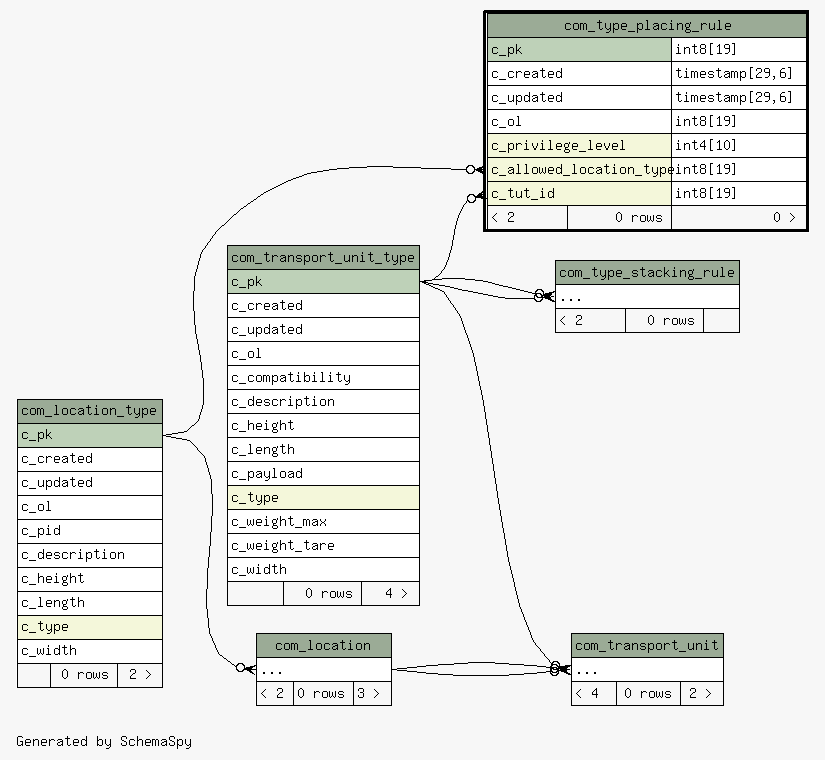 com_type_placing_rule
c_pk int8[19]
c_created timestamp[29,6]
c_updated timestamp[29,6]
c_ol int8[19]
c_privilege_level int4[10]
c_allowed_location_type int8[19]
c_tut_id int8[19]
< 2 0 rows 0 >
com_transport_unit_type
c_pk
c_created
c_updated
c_ol
c_compatibility
c_description
c_height
c_length
c_payload
c_type
c_weight_max
c_weight_tare
c_width
0 rows 4 >
com_type_stacking_rule
...
< 2 0 rows
com_location_type
c_pk
c_created
c_updated
c_ol
c_pid
c_description
c_height
c_length
c_type
c_width
0 rows 2 >
com_location
...
< 2 0 rows 3 >
com_transport_unit
...
< 4 0 rows 2 >
Generated by SchemaSpy